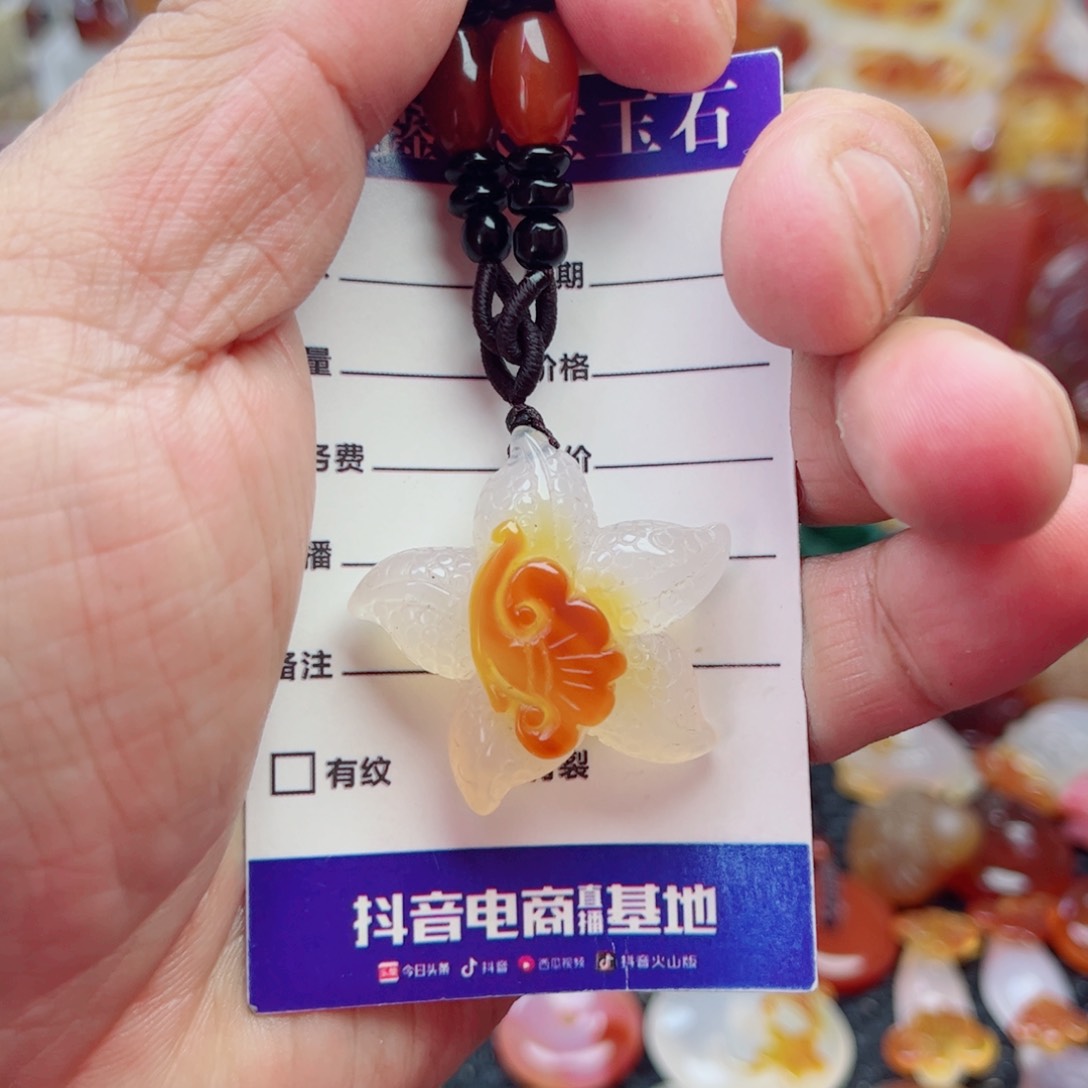 鉴 玉石
期
量 价格
务费 价
播
备注
有纹 有裂
抖音电商直播基地
今日头条 抖音 西瓜视频 抖音火山版